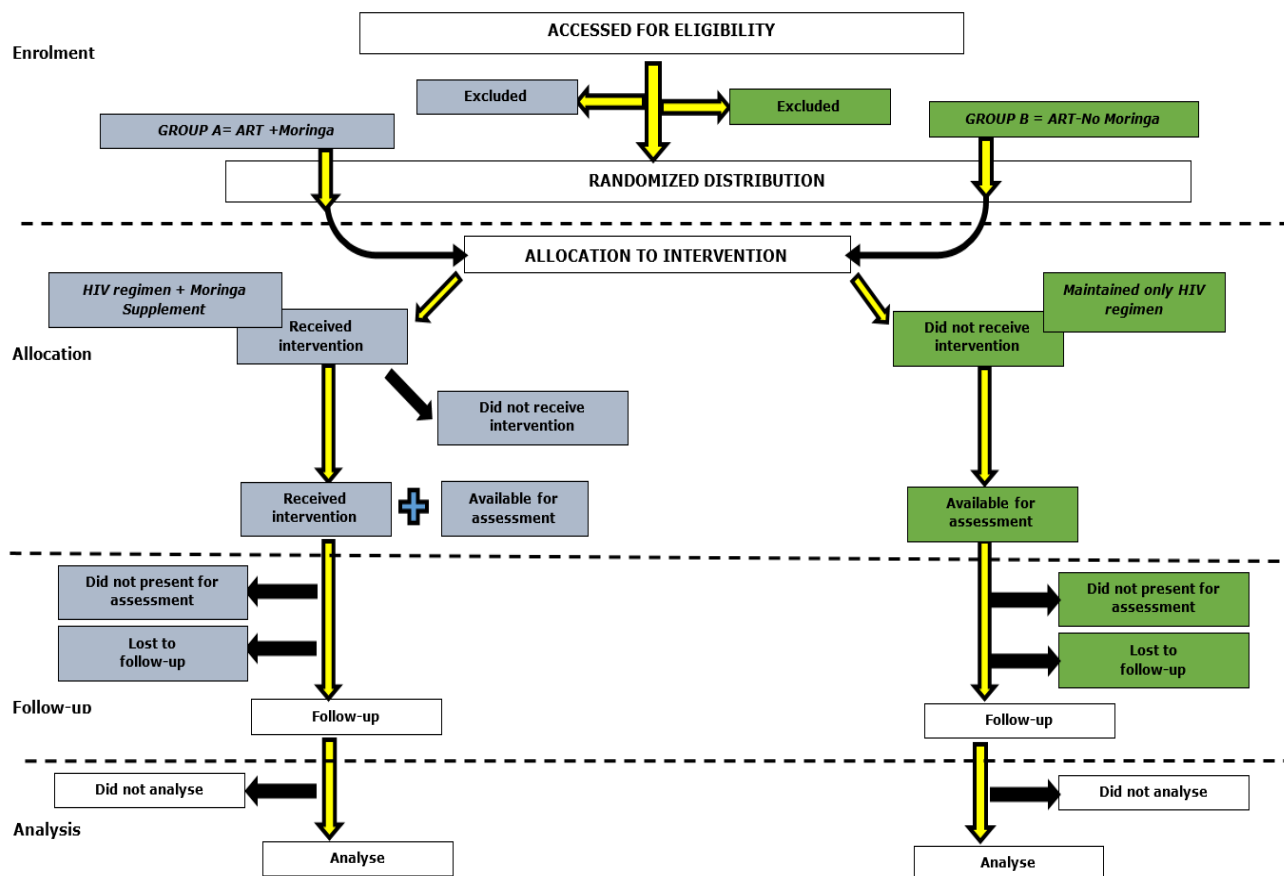 ACCESSED FOR ELIGIBILITY
Enrolment
Excluded
Excluded
GROUP A= ART +Moringa
GROUP B = ART-No Moringa
RANDOMIZED DISTRIBUTION
ALLOCATION TO INTERVENTION
HIV regimen + Moringa
Supplement
Maintained only HIV
regimen
Received
intervention
Did not receive
intervention
Allocation
Did not receive
intervention
Received
intervention
Available for
assessment
Available for
assessment
Did not present for
assessment
Did not present for
assessment
Lost to
follow-up
Lost to
follow-up
Follow-up
Follow-up
Follow-up
Did not analyse
Did not analyse
Analysis
Analyse
Analyse